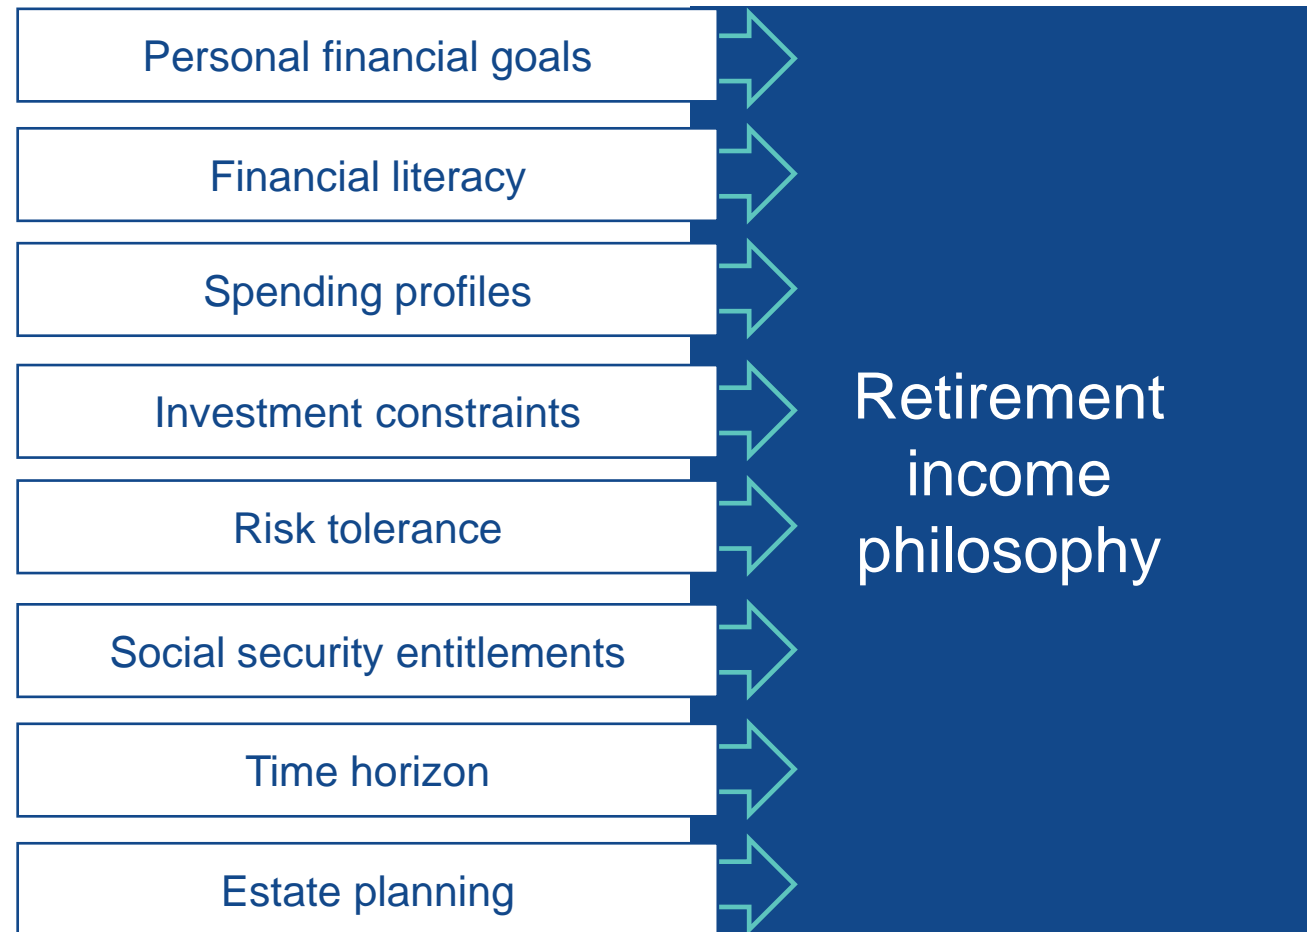 Personal financial goals
Financial literacy
Spending profiles
Investment constraints
Risk tolerance
Social security entitlements
Time horizon
Estate planning
Retirement
income
philosophy